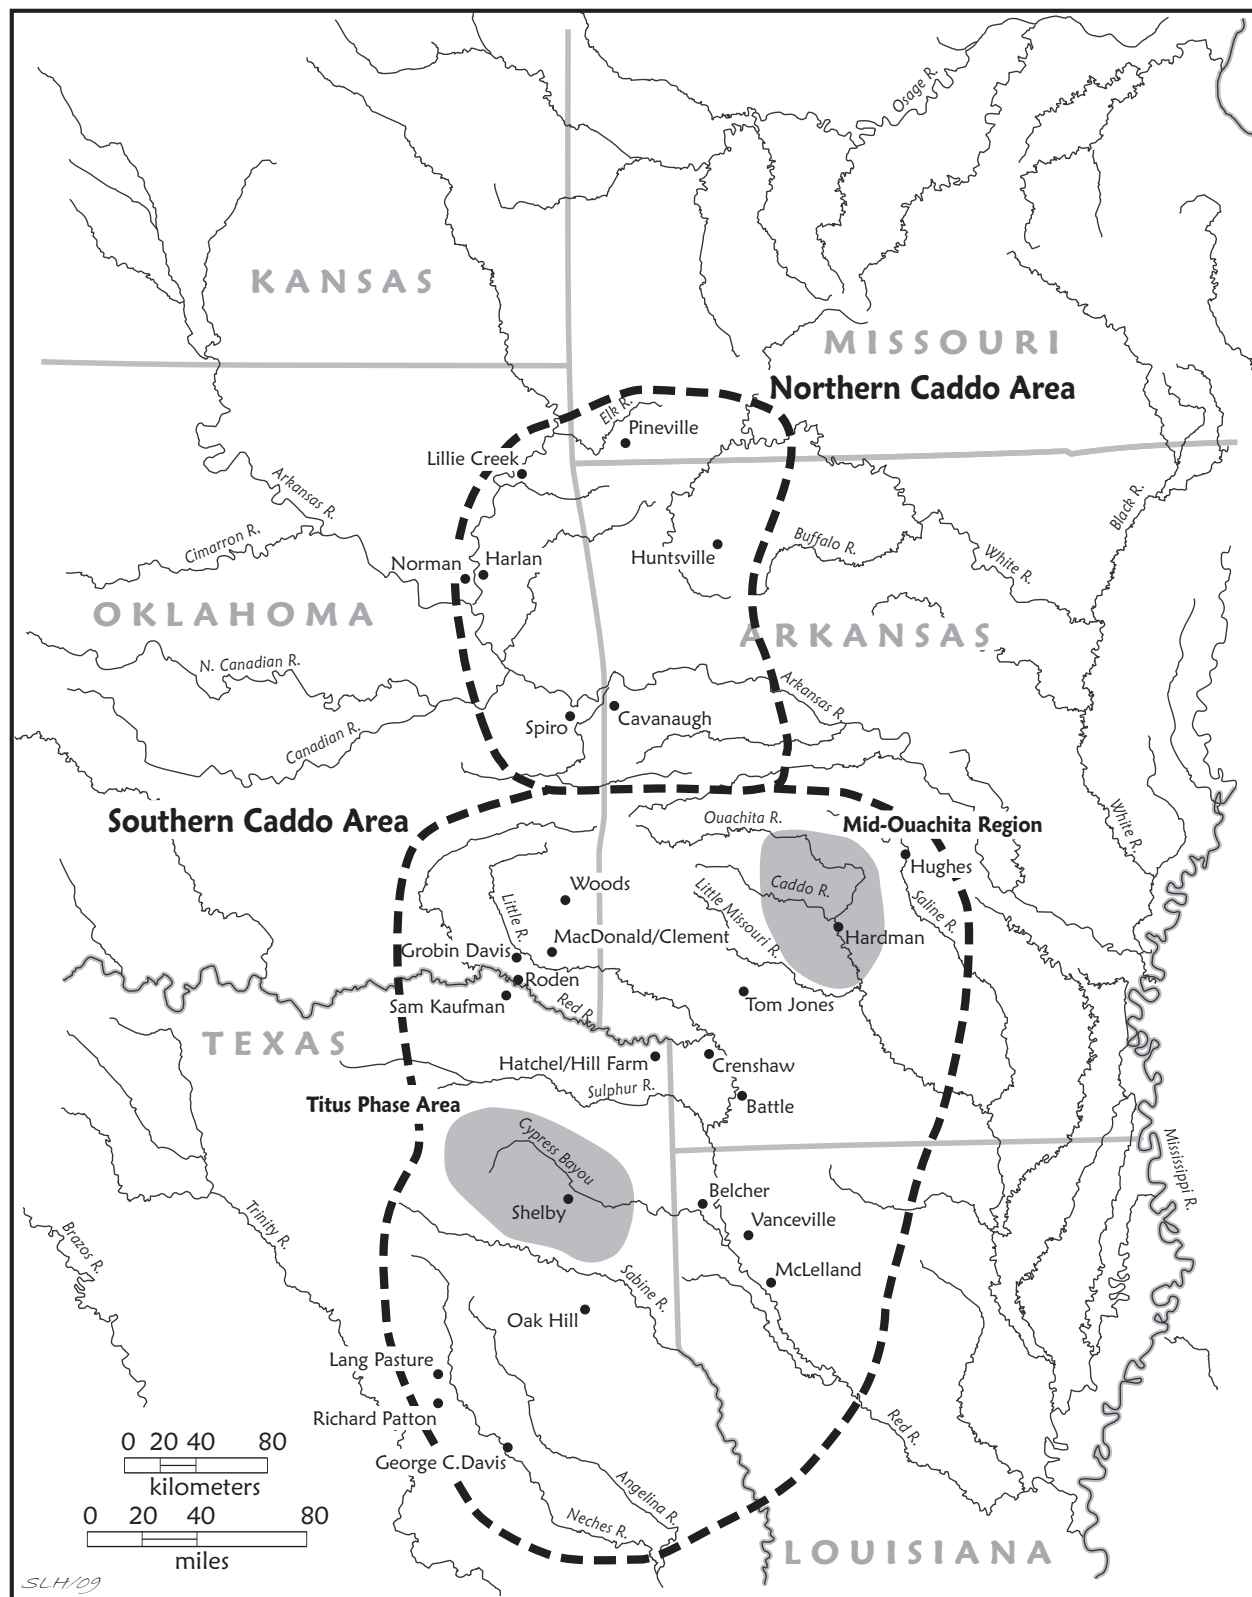 Osage R.
KANSAS
MISSOURI
Northern Caddo Area
Elk R.
Pineville
Lillie Creek
Arkansas R.
Black R.
Cimarron R.
Buffalo R.
White R.
Huntsville
Norman
Harlan
OKLAHOMA
ARKANSAS
N. Canadian R.
Arkansas R.
Canadian R.
Spiro
Cavanaugh
Southern Caddo Area
Ouachita R.
Mid-Ouachita Region
White R.
Hughes
Woods
Caddo R.
Little R.
Little Missouri R.
Saline R.
MacDonald/Clement
Hardman
Grobin Davis
Roden
Sam Kaufman
Red R.
Tom Jones
TEXAS
Hatchel/Hill Farm
Crenshaw
Sulphur R.
Battle
Titus Phase Area
Cypress Bayou
Mississippi R.
Shelby
Belcher
Vanceville
Trinity R.
Brazos R.
McLelland
Sabine R.
Oak Hill
Lang Pasture
Richard Patton
Red R.
George C.Davis
Angelina R.
Neches R.
0 20 40 80
kilometers
0 20 40 80
miles
LOUISIANA
SLH/09